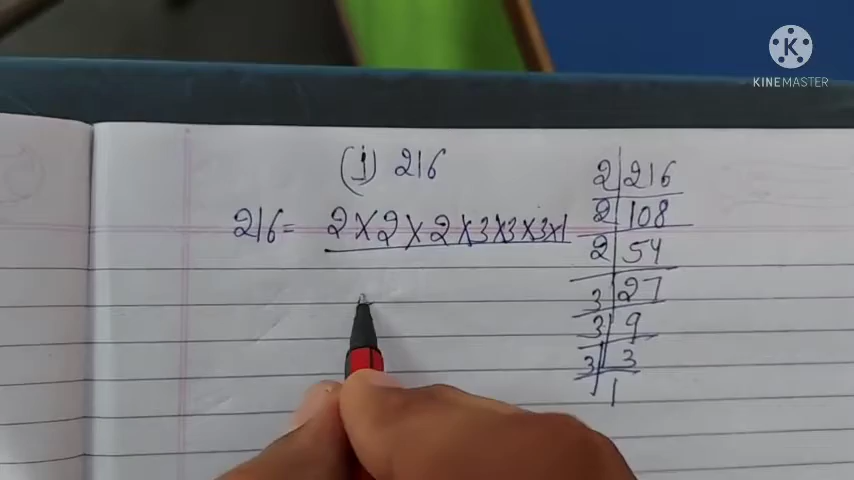 K
KINEMASTER
(j) 216
216= 2×2×2×3×3×3×1
2 216
2 108
2 54
3 27
3 9
3 3
1